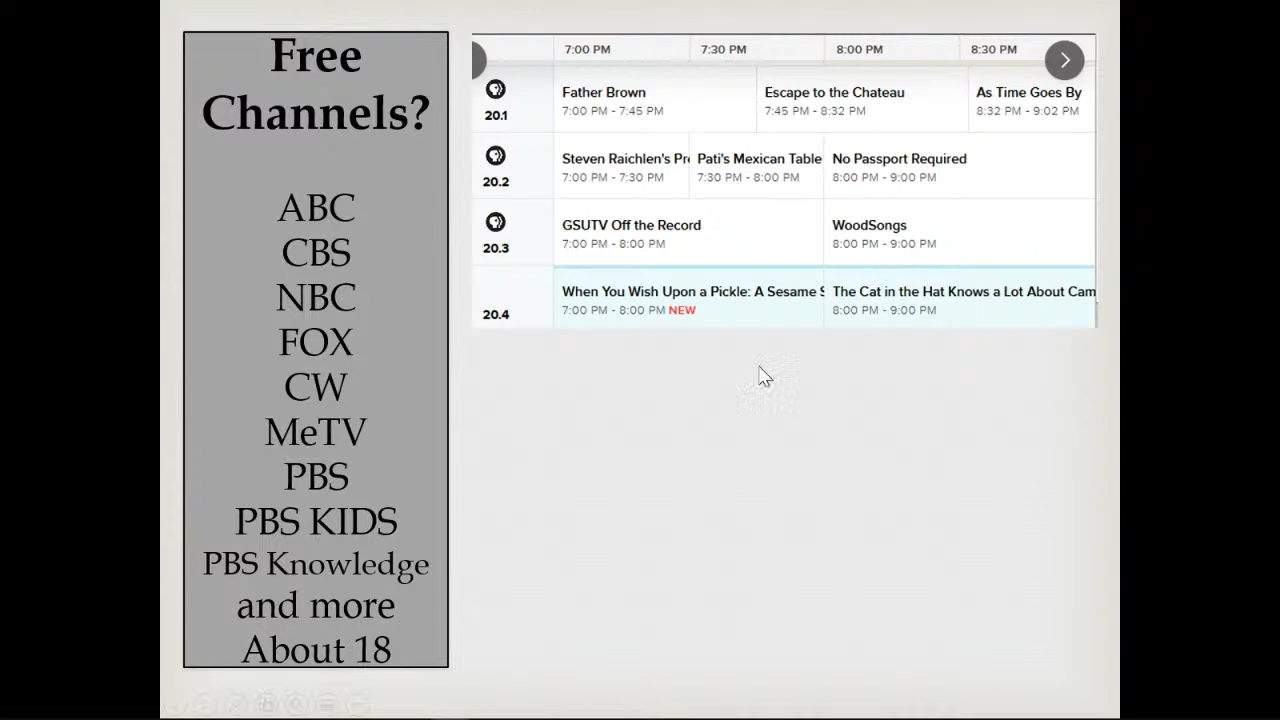 Free
Channels?
ABC
CBS
NBC
FOX
CW
MeTV
PBS
PBS KIDS
PBS Knowledge
and more
About 18
7:00 PM 7:30 PM 8:00 PM 8:30 PM
20.1
Father Brown
7:00 PM - 7:45 PM
Escape to the Chateau
7:45 PM - 8:32 PM
As Time Goes By
8:32 PM - 9:02 PM
20.2
Steven Raichlen's Pr
7:00 PM - 7:30 PM
Pati's Mexican Table
7:30 PM - 8:00 PM
No Passport Required
8:00 PM - 9:00 PM
20.3
GSUTV Off the Record
7:00 PM - 8:00 PM
WoodSongs
8:00 PM - 9:00 PM
20.4
When You Wish Upon a Pickle: A Sesame S
7:00 PM - 8:00 PM NEW
The Cat in the Hat Knows a Lot About Cam
8:00 PM - 9:00 PM